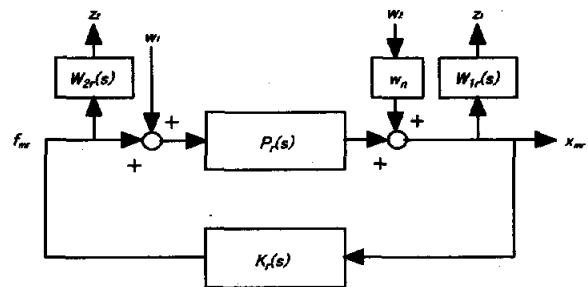 z₂ w₁ w₂ z₁
W₂ᵣ(s) wₙ W₁ᵣ(s)
+ +
fₘᵣ Pᵣ(s) xₘᵣ
+ +
Kᵣ(s)